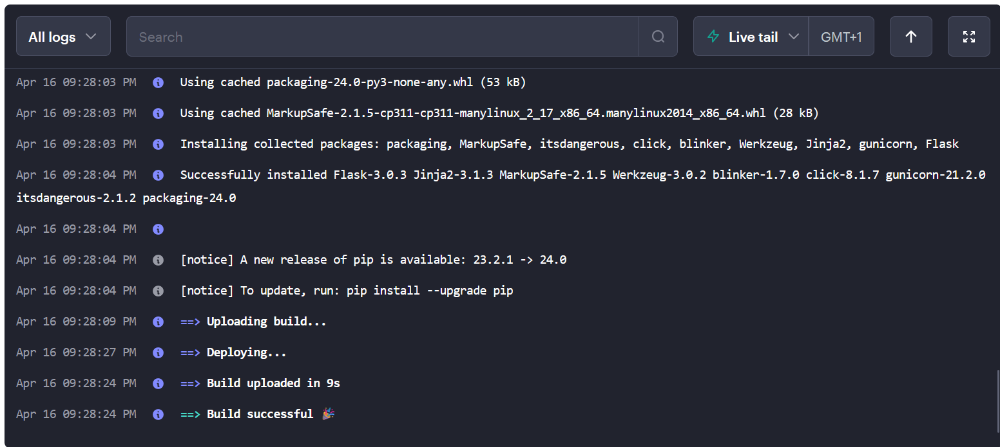 All logs Search Live tail GMT+1
Apr 16 09:28:03 PM Using cached packaging-24.0-py3-none-any.whl (53 kB)
Apr 16 09:28:03 PM Using cached MarkupSafe-2.1.5-cp311-cp311-manylinux_2_17_x86_64.manylinux2014_x86_64.whl (28 kB)
Apr 16 09:28:03 PM Installing collected packages: packaging, MarkupSafe, itsdangerous, click, blinker, Werkzeug, Jinja2, gunicorn, Flask
Apr 16 09:28:04 PM Successfully installed Flask-3.0.3 Jinja2-3.1.3 MarkupSafe-2.1.5 Werkzeug-3.0.2 blinker-1.7.0 click-8.1.7 gunicorn-21.2.0
itsdangerous-2.1.2 packaging-24.0
Apr 16 09:28:04 PM
Apr 16 09:28:04 PM [notice] A new release of pip is available: 23.2.1 -> 24.0
Apr 16 09:28:04 PM [notice] To update, run: pip install --upgrade pip
Apr 16 09:28:09 PM ==> Uploading build...
Apr 16 09:28:27 PM ==> Deploying...
Apr 16 09:28:24 PM ==> Build uploaded in 9s
Apr 16 09:28:24 PM ==> Build successful 🎉